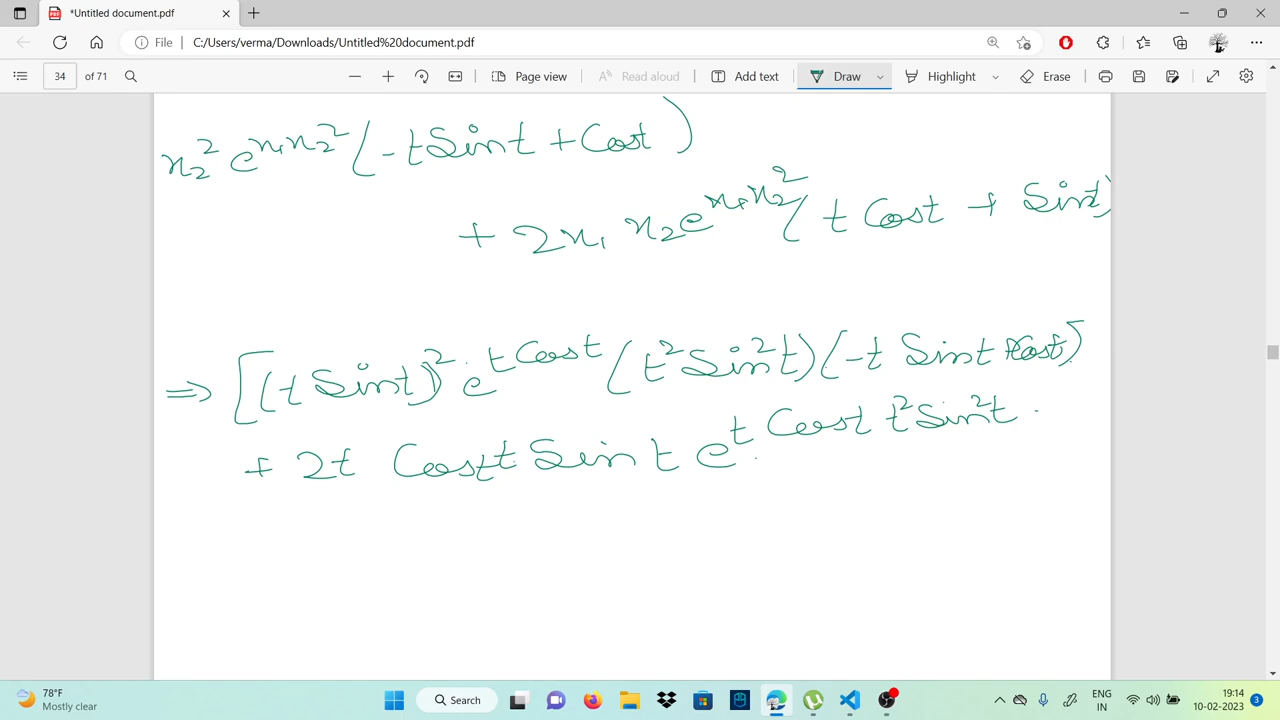 *Untitled document.pdf
File C:/Users/verma/Downloads/Untitled%20document.pdf
34 of 71 Page view Read aloud Add text Draw Highlight Erase
x₂² e^(x₁x₂²) (-t Sint + Cost)
+ 2x₁ x₂ e^(x₁x₂²) (t Cost + Sint)
⇒ [(t Sint)² . e^(t Cost (t² Sin²t)) (-t Sint + Cost)
+ 2t Cost t. Sin t e^(t Cost t² Sin²t) .
78°F
Mostly clear
Search
ENG
IN
19:14
10-02-2023
3